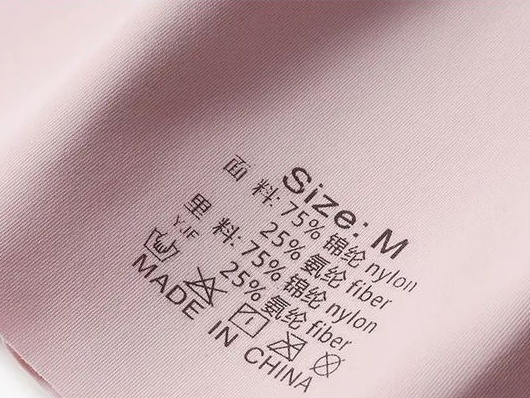 Size: M
面 料: 75% 锦纶 nylon
25% 氨纶 fiber
里 料: 75% 锦纶 nylon
25% 氨纶 fiber
YJF
MADE IN CHINA